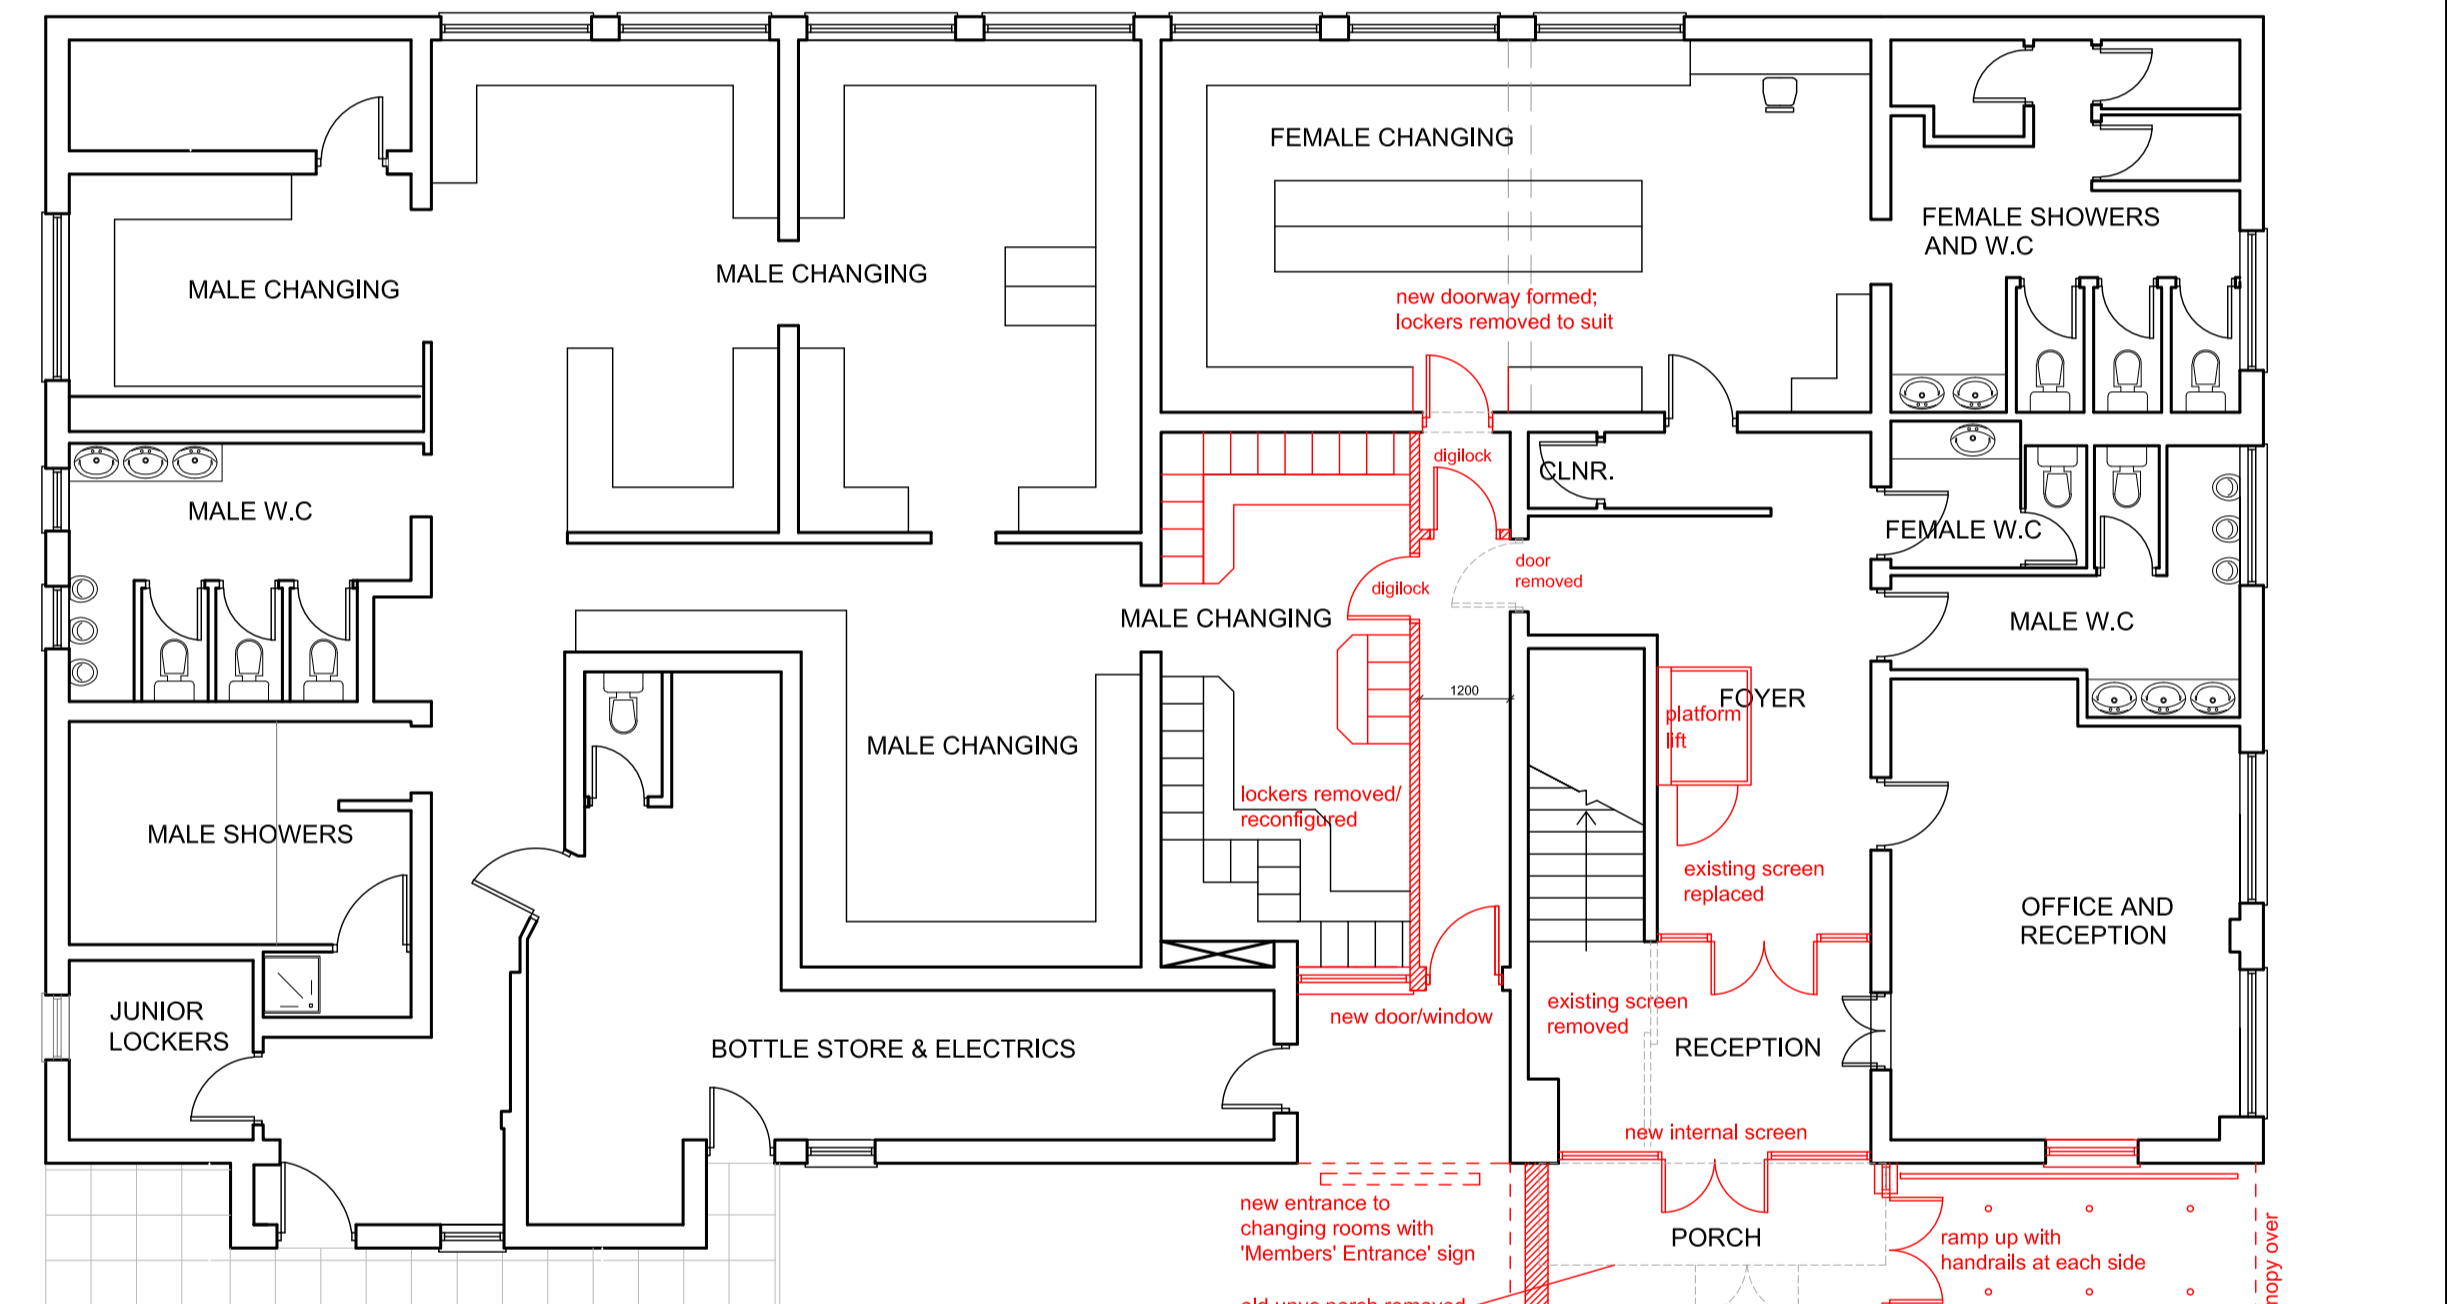 FEMALE CHANGING
FEMALE SHOWERS
AND W.C
MALE CHANGING
MALE CHANGING
new doorway formed;
lockers removed to suit
digilock
CLNR.
MALE W.C
FEMALE W.C
door
removed
digilock
MALE CHANGING
MALE W.C
1200
FOYER
platform
lift
MALE CHANGING
lockers removed/
reconfigured
MALE SHOWERS
existing screen
replaced
OFFICE AND
RECEPTION
JUNIOR
LOCKERS
new door/window
existing screen
removed
BOTTLE STORE & ELECTRICS
RECEPTION
new internal screen
new entrance to
changing rooms with
'Members' Entrance' sign
PORCH
ramp up with
handrails at each side
over